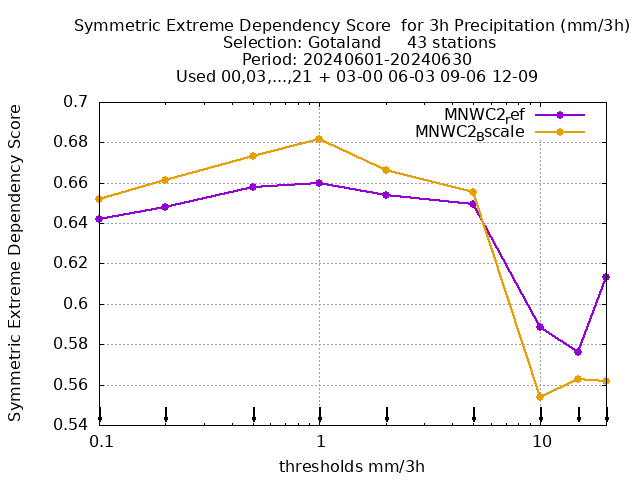 Symmetric Extreme Dependency Score  for 3h Precipitation (mm/3h)
Selection: Gotaland     43 stations
Period: 20240601-20240630
Used 00,03,...,21 + 03-00 06-03 09-06 12-09
Symmetric Extreme Dependency Score
0.7
0.68
0.66
0.64
0.62
0.6
0.58
0.56
0.54
MNWC2ref
MNWC2Bscale
0.1
1
10
thresholds mm/3h